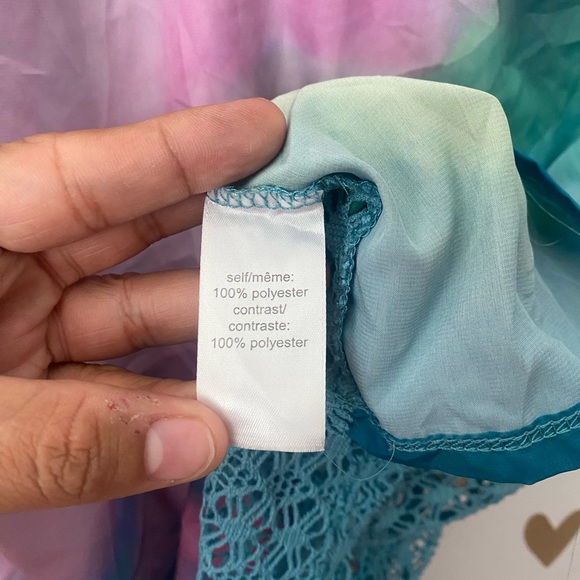 self/même:
100% polyester
contrast/
contraste:
100% polyester